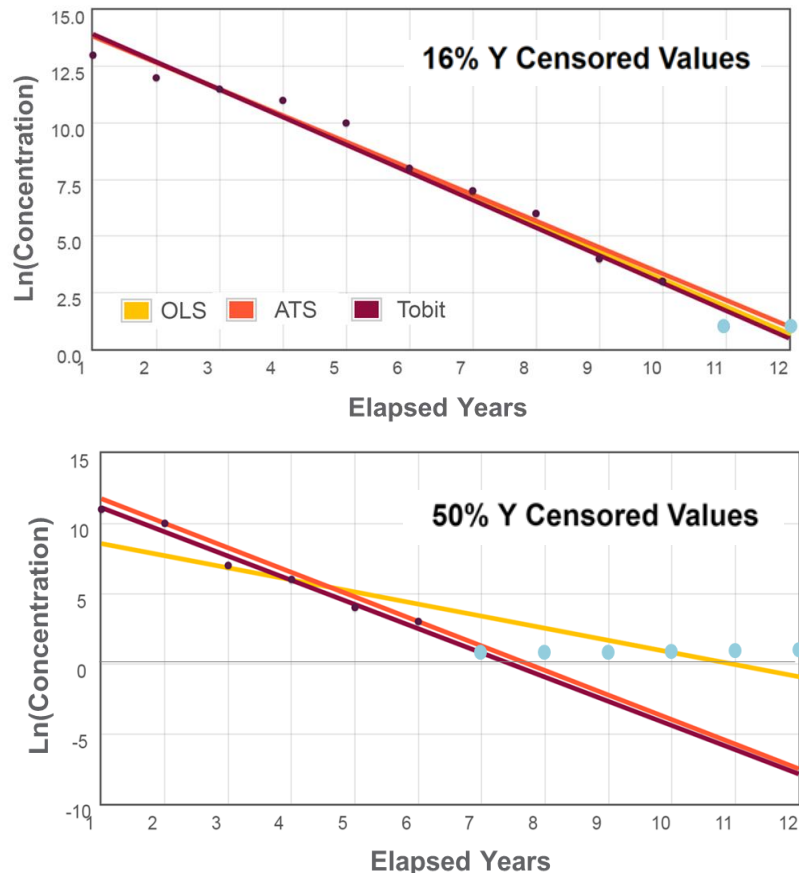 15.0
16% Y Censored Values
12.5
10.0
7.5
5.0
2.5
0.0
Ln(Concentration)
OLS ATS Tobit
1 2 3 4 5 6 7 8 9 10 11 12
Elapsed Years
15
50% Y Censored Values
10
5
0
-5
-10
Ln(Concentration)
1 2 3 4 5 6 7 8 9 10 11 12
Elapsed Years